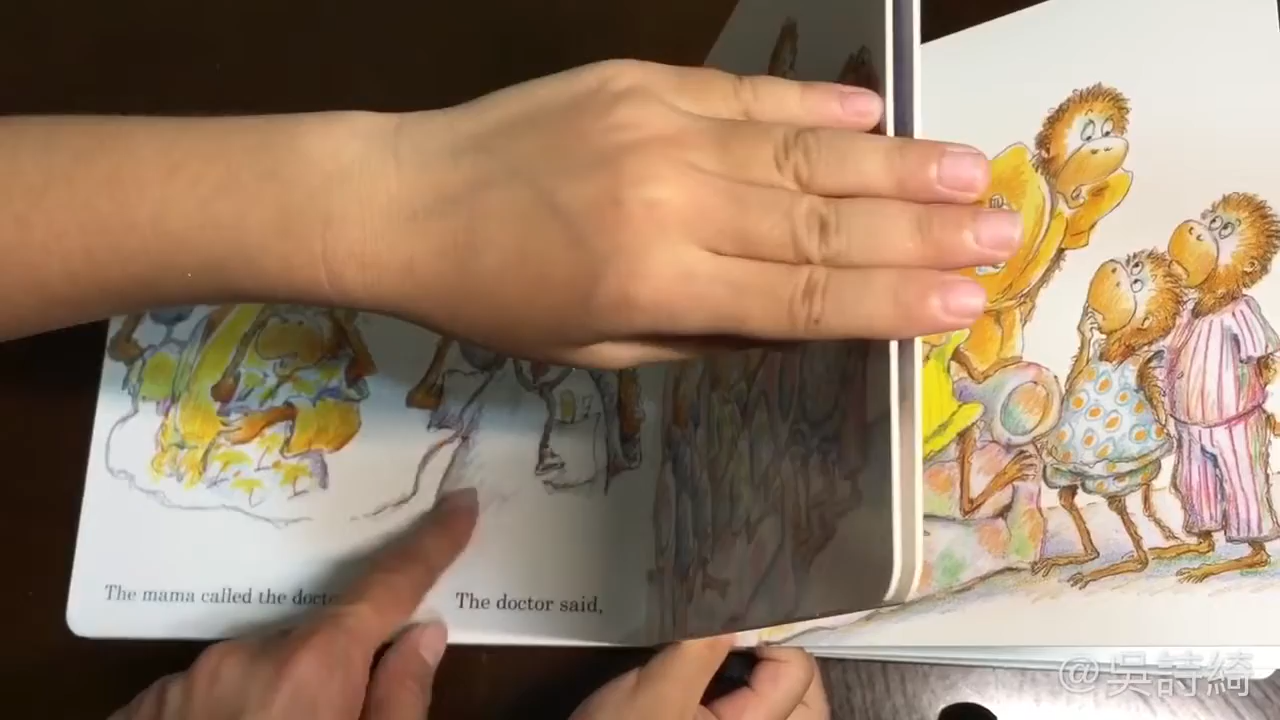 The mama called the
The doctor said,
@吳詩綺